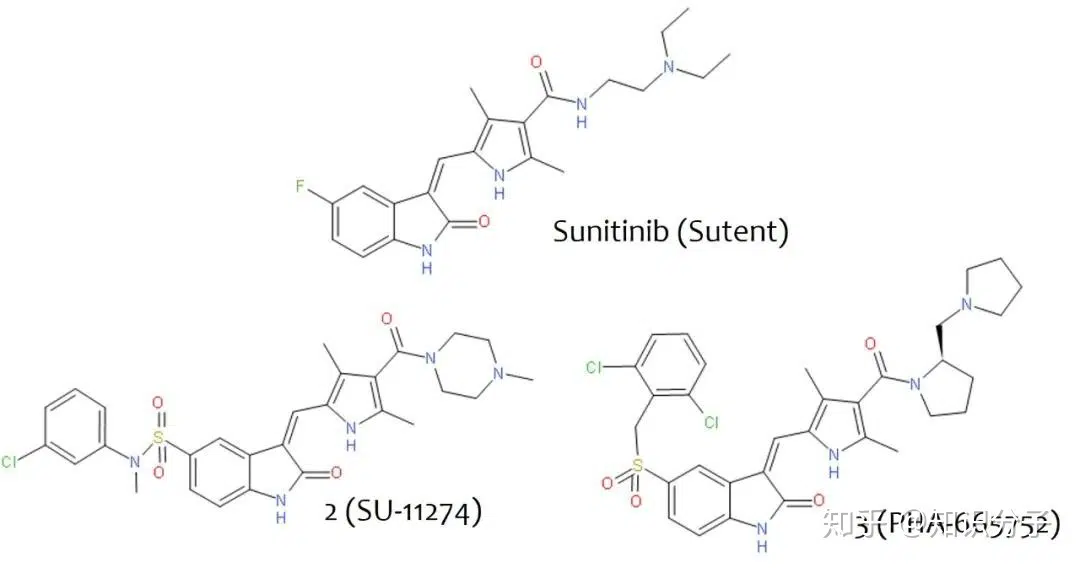 O
N
N
H
F
N
H
O
N
H
Sunitinib (Sutent)
O
N
N
Cl
N
O
S
O
N
H
O
N
H
2 (SU-11274)
N
O
N
Cl
Cl
O
S
O
N
H
O
N
H
3 (PHA-665752)
知乎 @知识分子